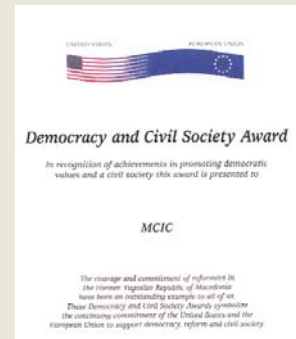 UNITED STATES EUROPEAN UNION
Democracy and Civil Society Award
In recognition of achievements in promoting democratic
values and a civil society this award is presented to
MCIC
The courage and commitment of reformers in
the Former Yugoslav Republic of Macedonia
have been an outstanding example to all of us
These Democracy and Civil Society Awards symbolize
the continuing commitment of the United States and the
European Union to support democracy, reform and civil society